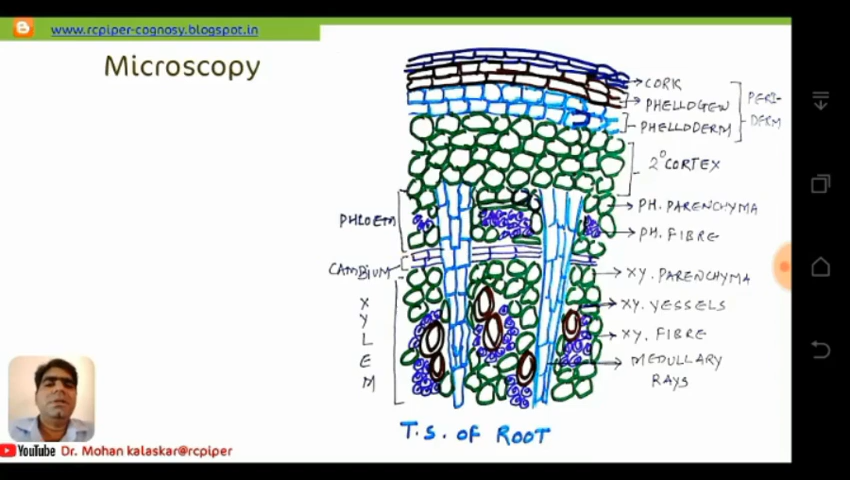 www.rcpiper-cognosy.blogspot.in
Microscopy
CORK
PHELLOGEN
PHELLODERM
PERI-
DERM
2° CORTEX
PH. PARENCHYMA
PHLOEM
PH. FIBRE
CAMBIUM
XY. PARENCHYMA
XY. VESSELS
X
Y
L
E
M
XY. FIBRE
MEDULLARY
RAYS
T.S. OF ROOT
YouTube Dr. Mohan kalaskar@rcpiper